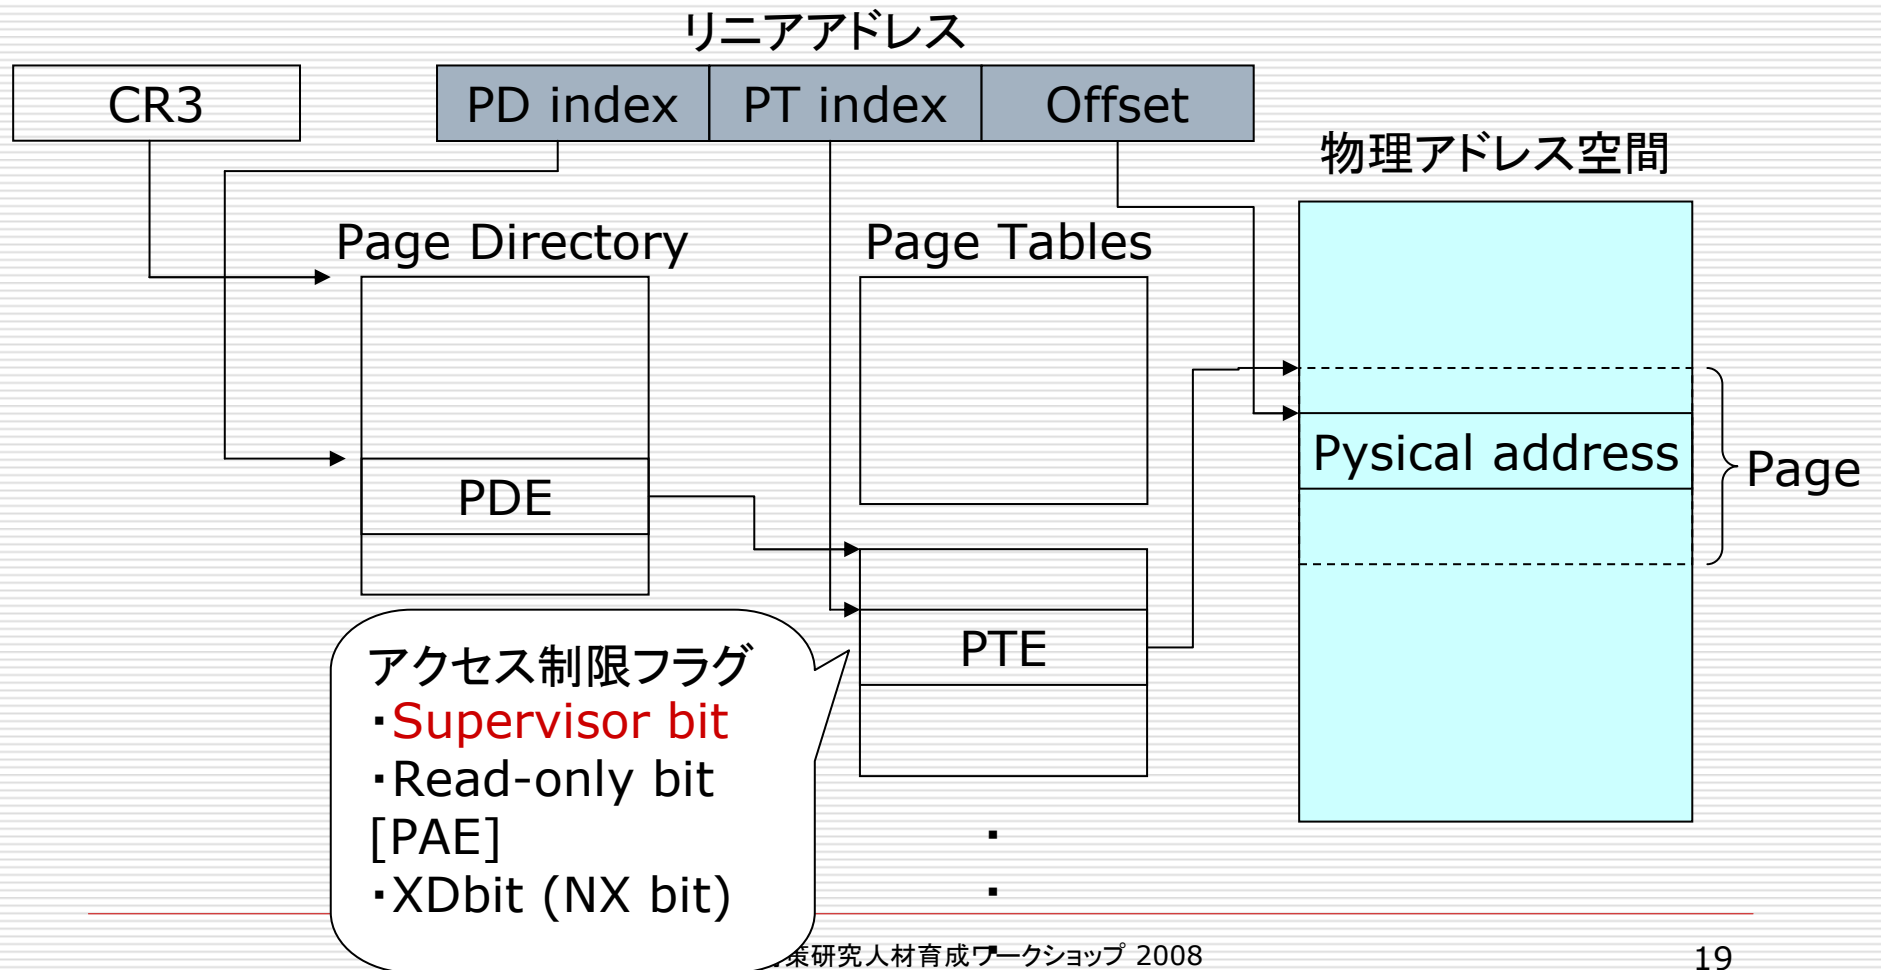 リニアアドレス
CR3
PD index
PT index
Offset
物理アドレス空間
Page Directory
Page Tables
Pysical address
Page
PDE
PTE
アクセス制限フラグ
・Supervisor bit
・Read-only bit
[PAE]
・XDbit (NX bit)
・
・
・
策研究人材育成ワークショップ 2008
19